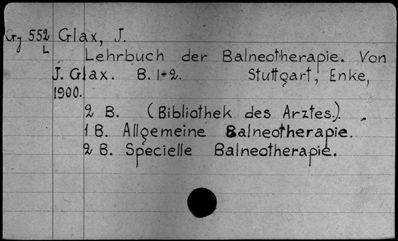 Gj 552 Glax, J.
L
Lehrbuch der Balneotherapie. Von
J. Glax. B. 1+2. Stuttgart, Enke,
1900.
2 B. (Bibliothek des Arztes.)
1 B. Allgemeine Balneotherapie.
2 B. Specielle Balneotherapie.